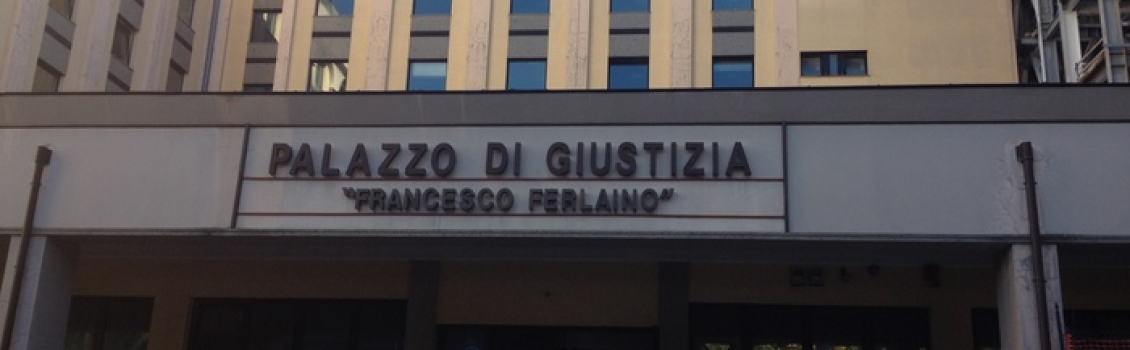 PALAZZO DI GIUSTIZIA
"FRANCESCO FERLAINO"